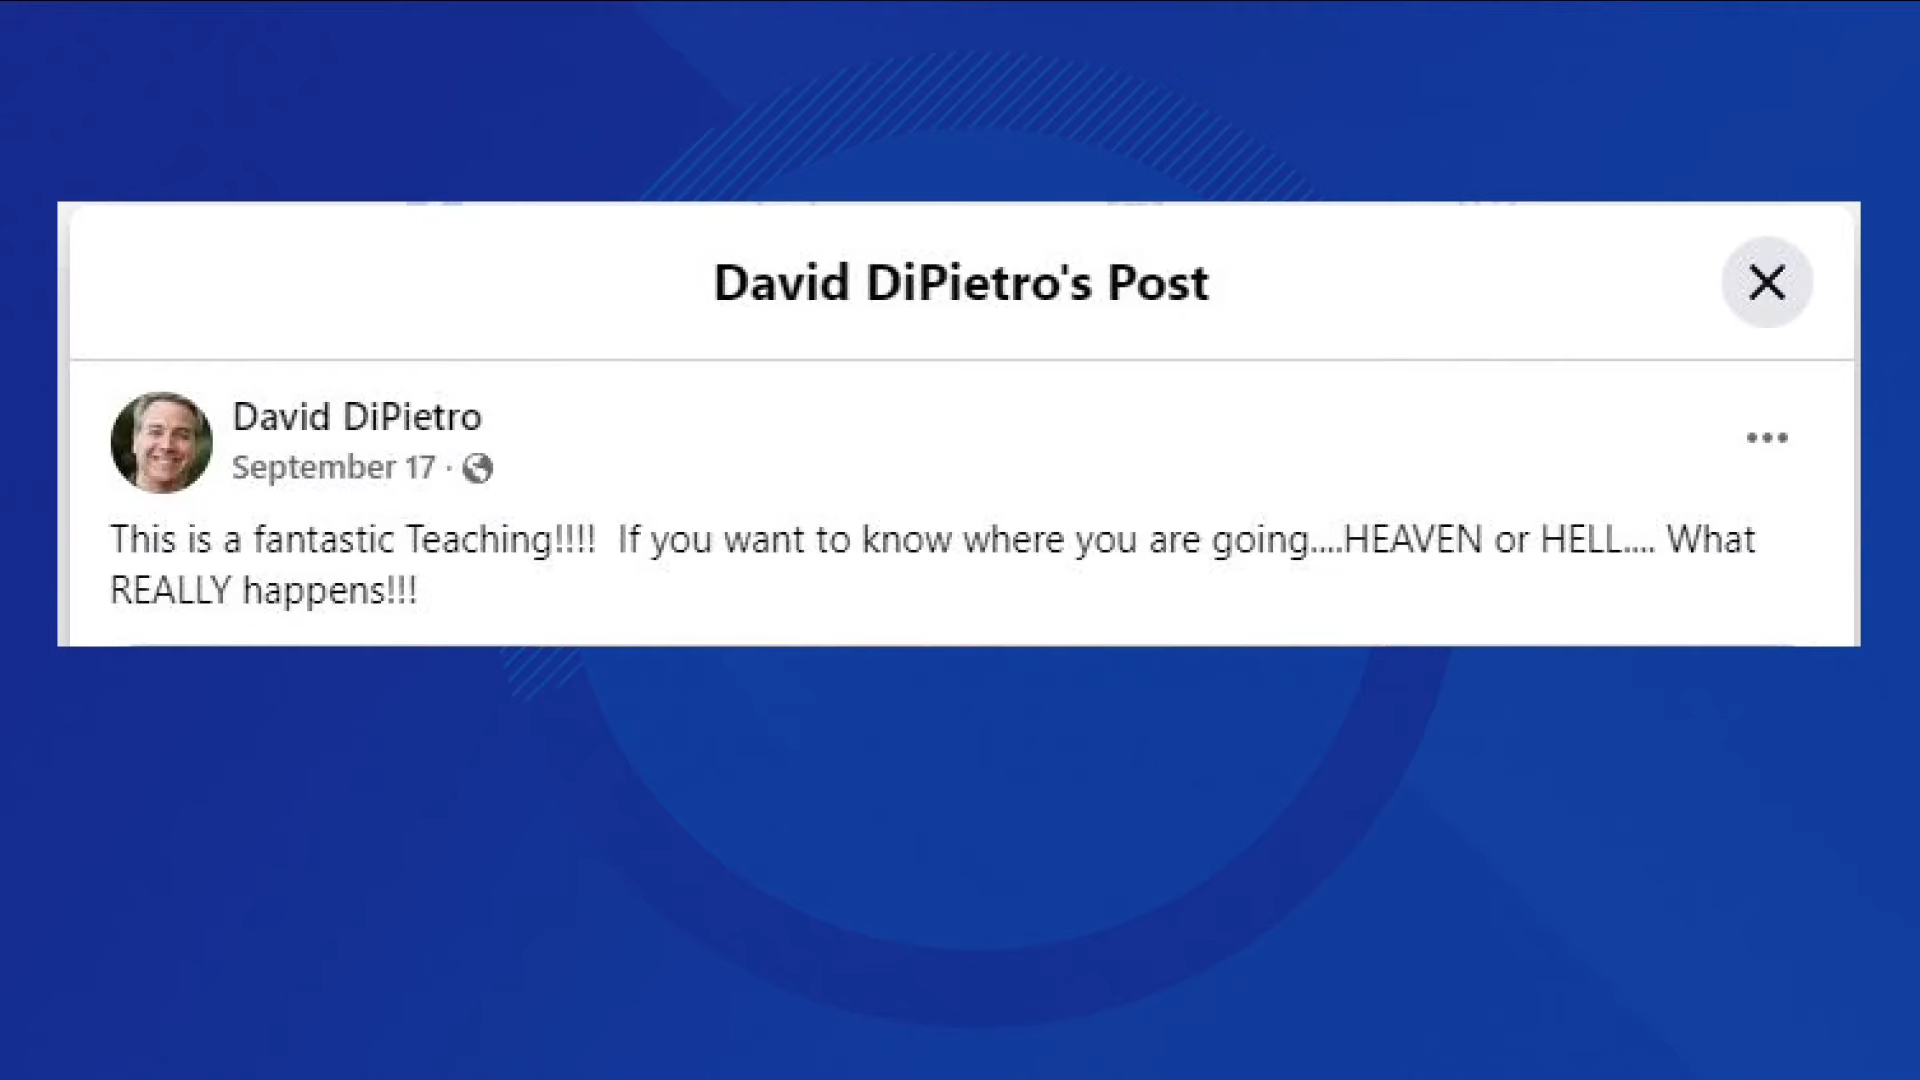 David DiPietro's Post
David DiPietro
September 17 ·
This is a fantastic Teaching!!!!  If you want to know where you are going....HEAVEN or HELL.... What
REALLY happens!!!